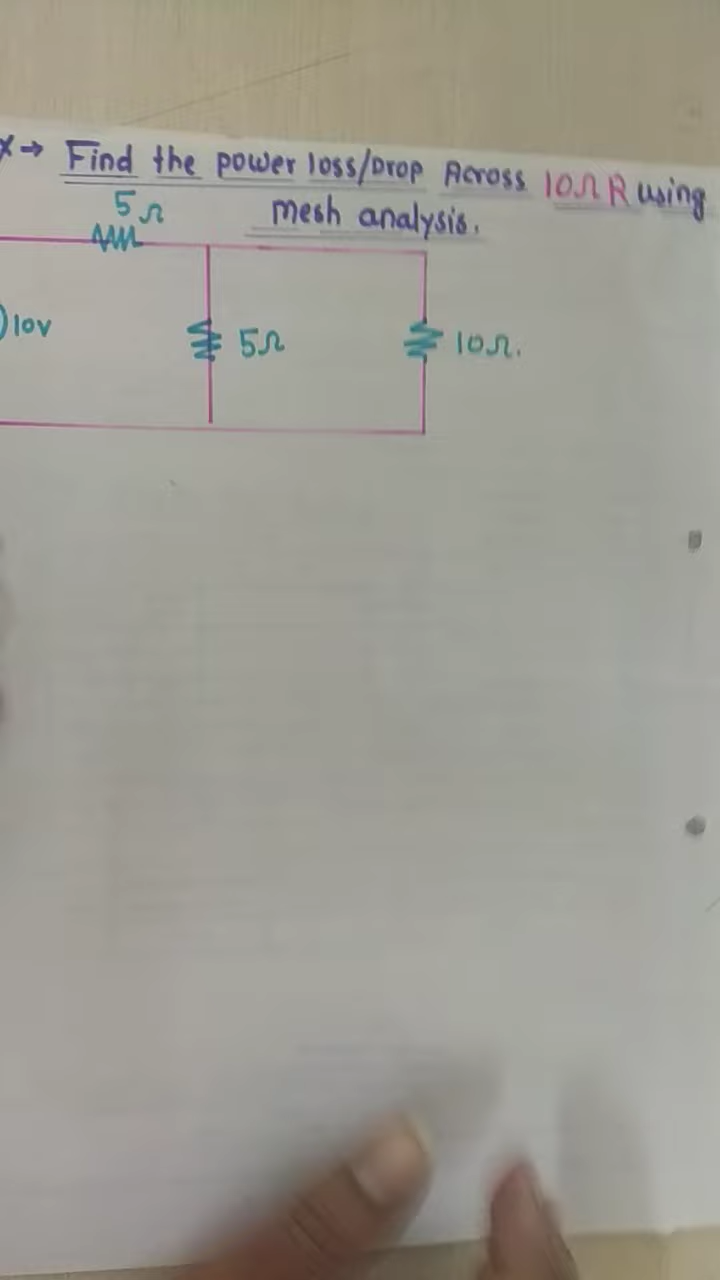 x→ Find the power loss/Drop Across 10Ω R using
mesh analysis.
5Ω
10V
5Ω
10Ω.